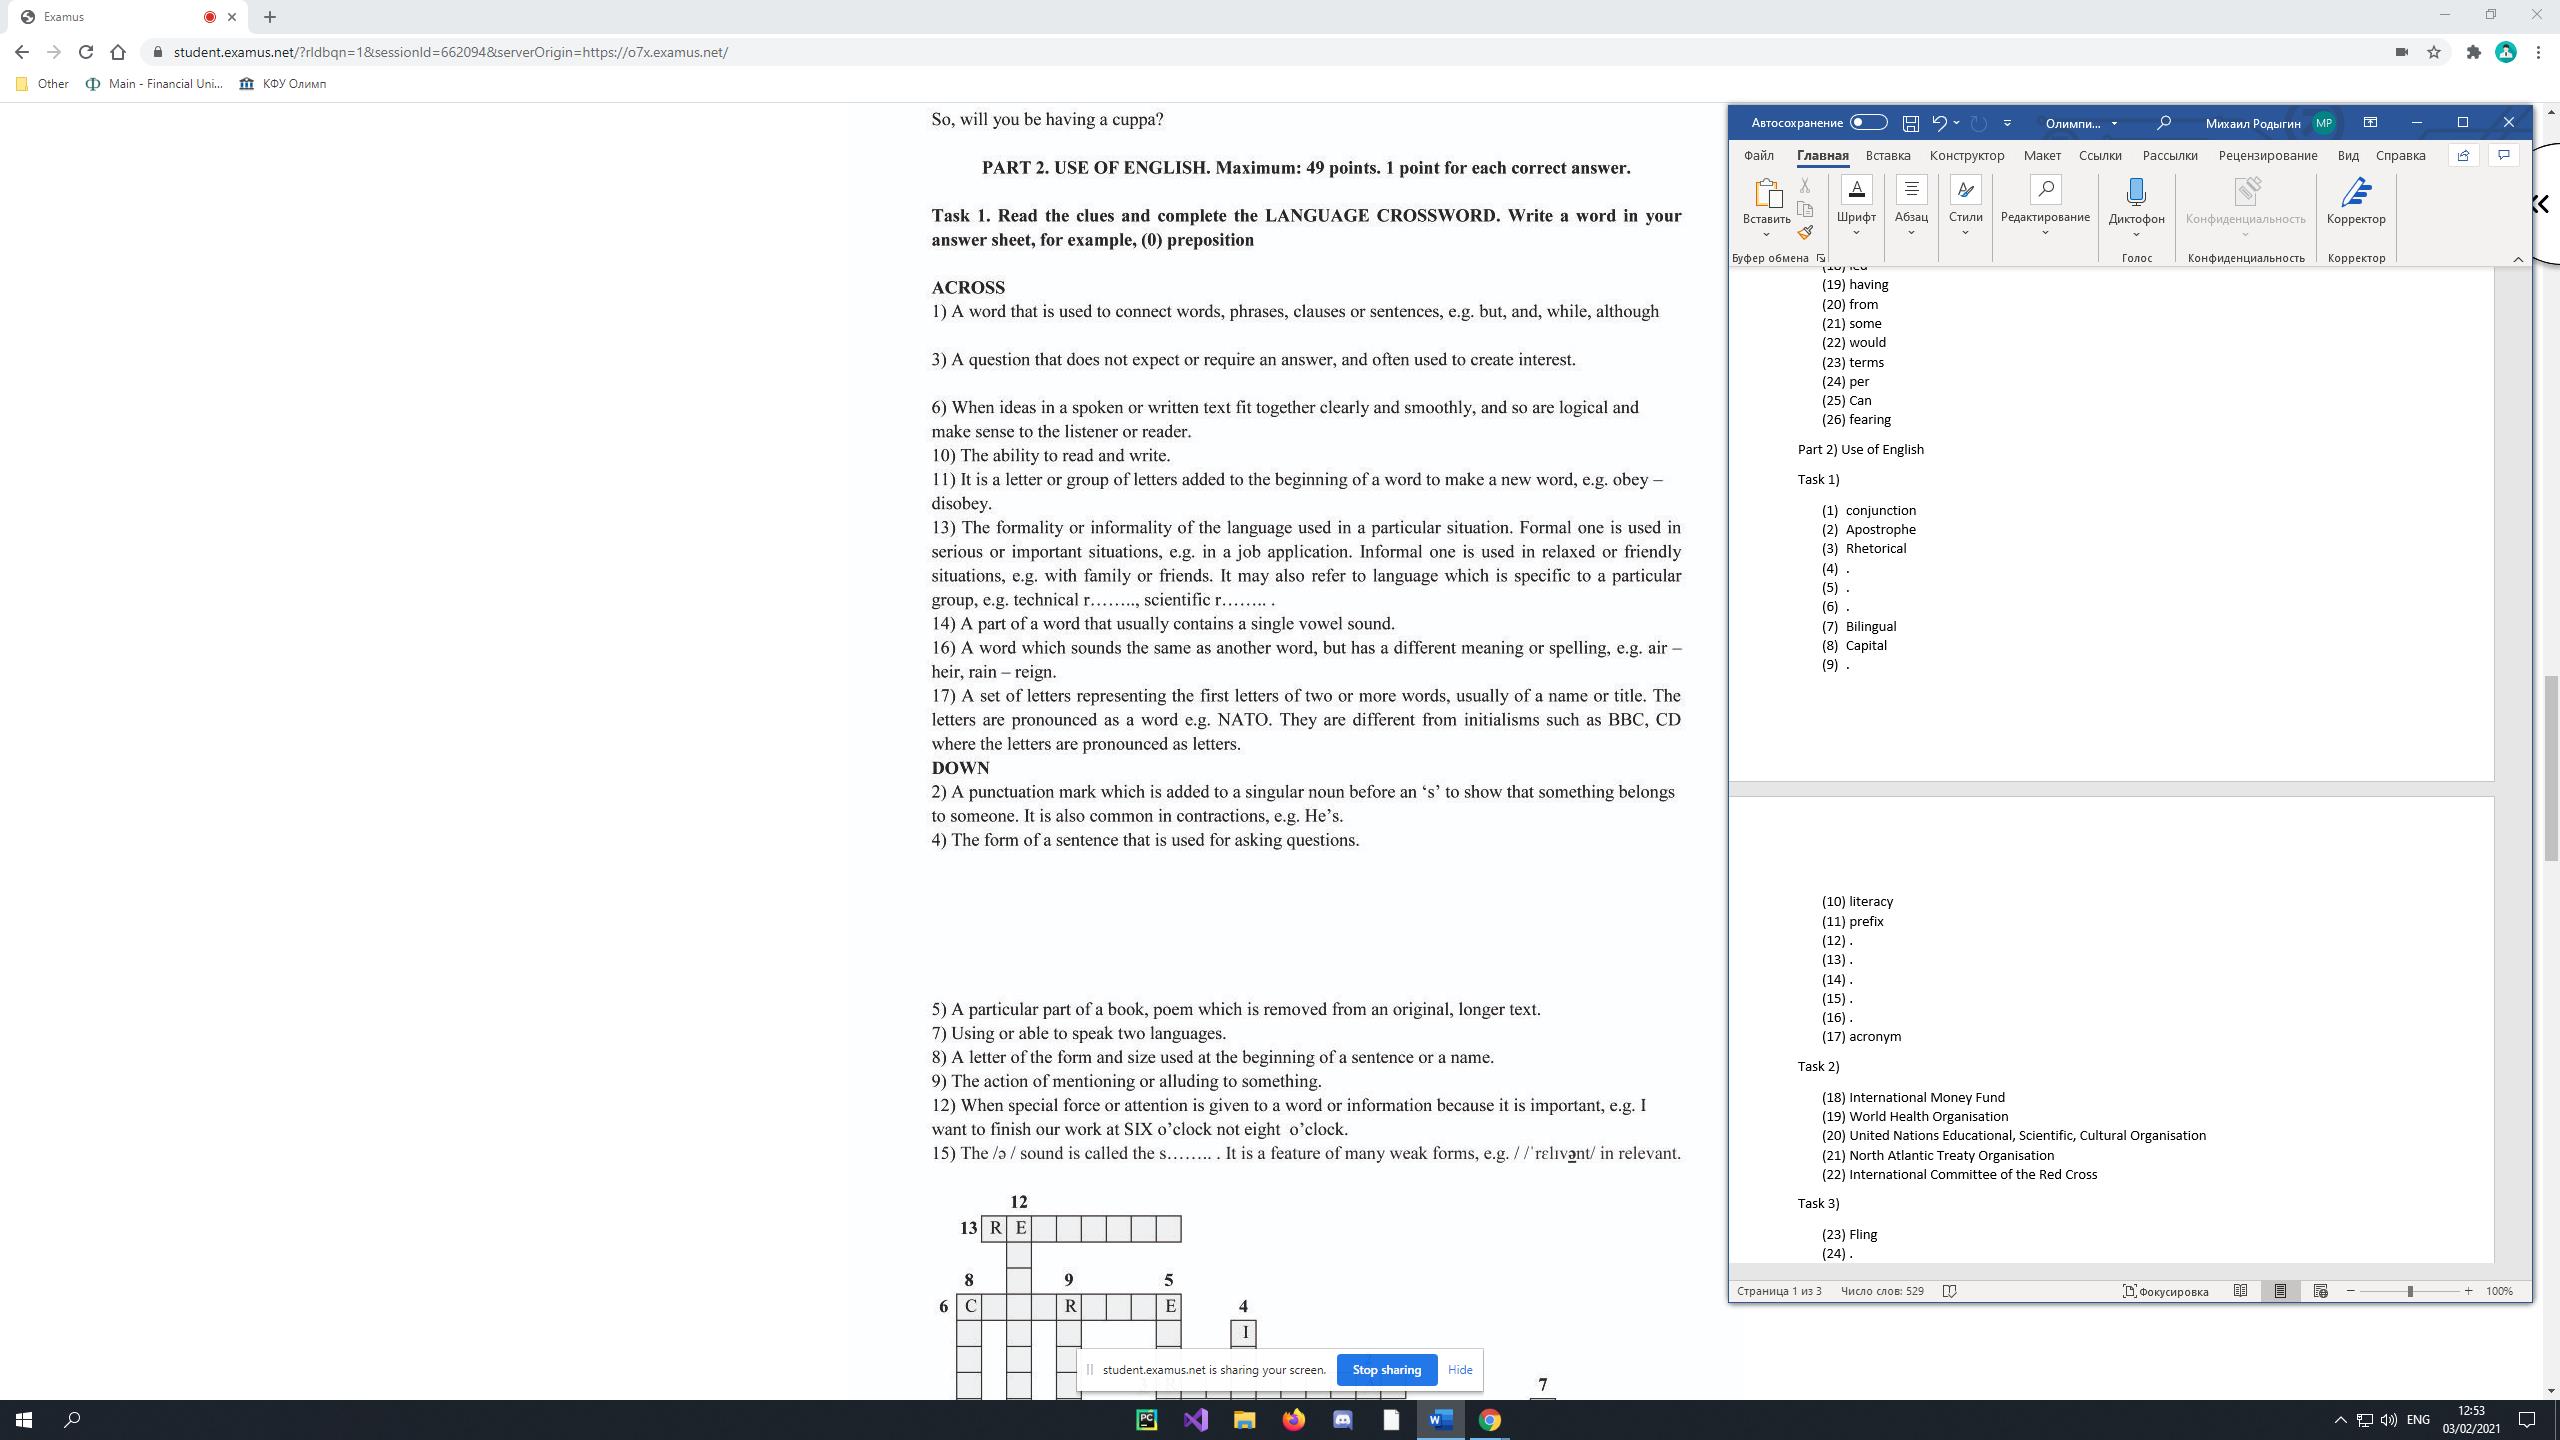 Examus
student.examus.net/?rldbqn=1&sessionId=662094&serverOrigin=https://o7x.examus.net/
Other
Main - Financial Uni...
КФУ Олимп
So, will you be having a cuppa?
PART 2. USE OF ENGLISH. Maximum: 49 points. 1 point for each correct answer.
Task 1. Read the clues and complete the LANGUAGE CROSSWORD. Write a word in your
answer sheet, for example, (0) preposition
ACROSS
1) A word that is used to connect words, phrases, clauses or sentences, e.g. but, and, while, although
3) A question that does not expect or require an answer, and often used to create interest.
6) When ideas in a spoken or written text fit together clearly and smoothly, and so are logical and
make sense to the listener or reader.
10) The ability to read and write.
11) It is a letter or group of letters added to the beginning of a word to make a new word, e.g. obey –
disobey.
13) The formality or informality of the language used in a particular situation. Formal one is used in
serious or important situations, e.g. in a job application. Informal one is used in relaxed or friendly
situations, e.g. with family or friends. It may also refer to language which is specific to a particular
group, e.g. technical r…….., scientific r…….. .
14) A part of a word that usually contains a single vowel sound.
16) A word which sounds the same as another word, but has a different meaning or spelling, e.g. air –
heir, rain – reign.
17) A set of letters representing the first letters of two or more words, usually of a name or title. The
letters are pronounced as a word e.g. NATO. They are different from initialisms such as BBC, CD
where the letters are pronounced as letters.
DOWN
2) A punctuation mark which is added to a singular noun before an ‘s’ to show that something belongs
to someone. It is also common in contractions, e.g. He’s.
4) The form of a sentence that is used for asking questions.
5) A particular part of a book, poem which is removed from an original, longer text.
7) Using or able to speak two languages.
8) A letter of the form and size used at the beginning of a sentence or a name.
9) The action of mentioning or alluding to something.
12) When special force or attention is given to a word or information because it is important, e.g. I
want to finish our work at SIX o’clock not eight o’clock.
15) The /ə / sound is called the s…….. . It is a feature of many weak forms, e.g. / /ˈrɛlɪvənt/ in relevant.
12
13 R E
8 9 5
6 C R E 4
I
7
student.examus.net is sharing your screen.
Stop sharing
Hide
Автосохранение
Олимпи...
Михаил Родыгин
МР
Файл Главная Вставка Конструктор Макет Ссылки Рассылки Рецензирование Вид Справка
Вставить
Шрифт
Абзац
Стили
Редактирование
Диктофон
Конфиденциальность
Корректор
Буфер обмена
Голос
Конфиденциальность
Корректор
(18) led
(19) having
(20) from
(21) some
(22) would
(23) terms
(24) per
(25) Can
(26) fearing
Part 2) Use of English
Task 1)
(1) conjunction
(2) Apostrophe
(3) Rhetorical
(4) .
(5) .
(6) .
(7) Bilingual
(8) Capital
(9) .
(10) literacy
(11) prefix
(12) .
(13) .
(14) .
(15) .
(16) .
(17) acronym
Task 2)
(18) International Money Fund
(19) World Health Organisation
(20) United Nations Educational, Scientific, Cultural Organisation
(21) North Atlantic Treaty Organisation
(22) International Committee of the Red Cross
Task 3)
(23) Fling
(24) .
Страница 1 из 3
Число слов: 529
Фокусировка
100%
PC
W
ENG
12:53
03/02/2021